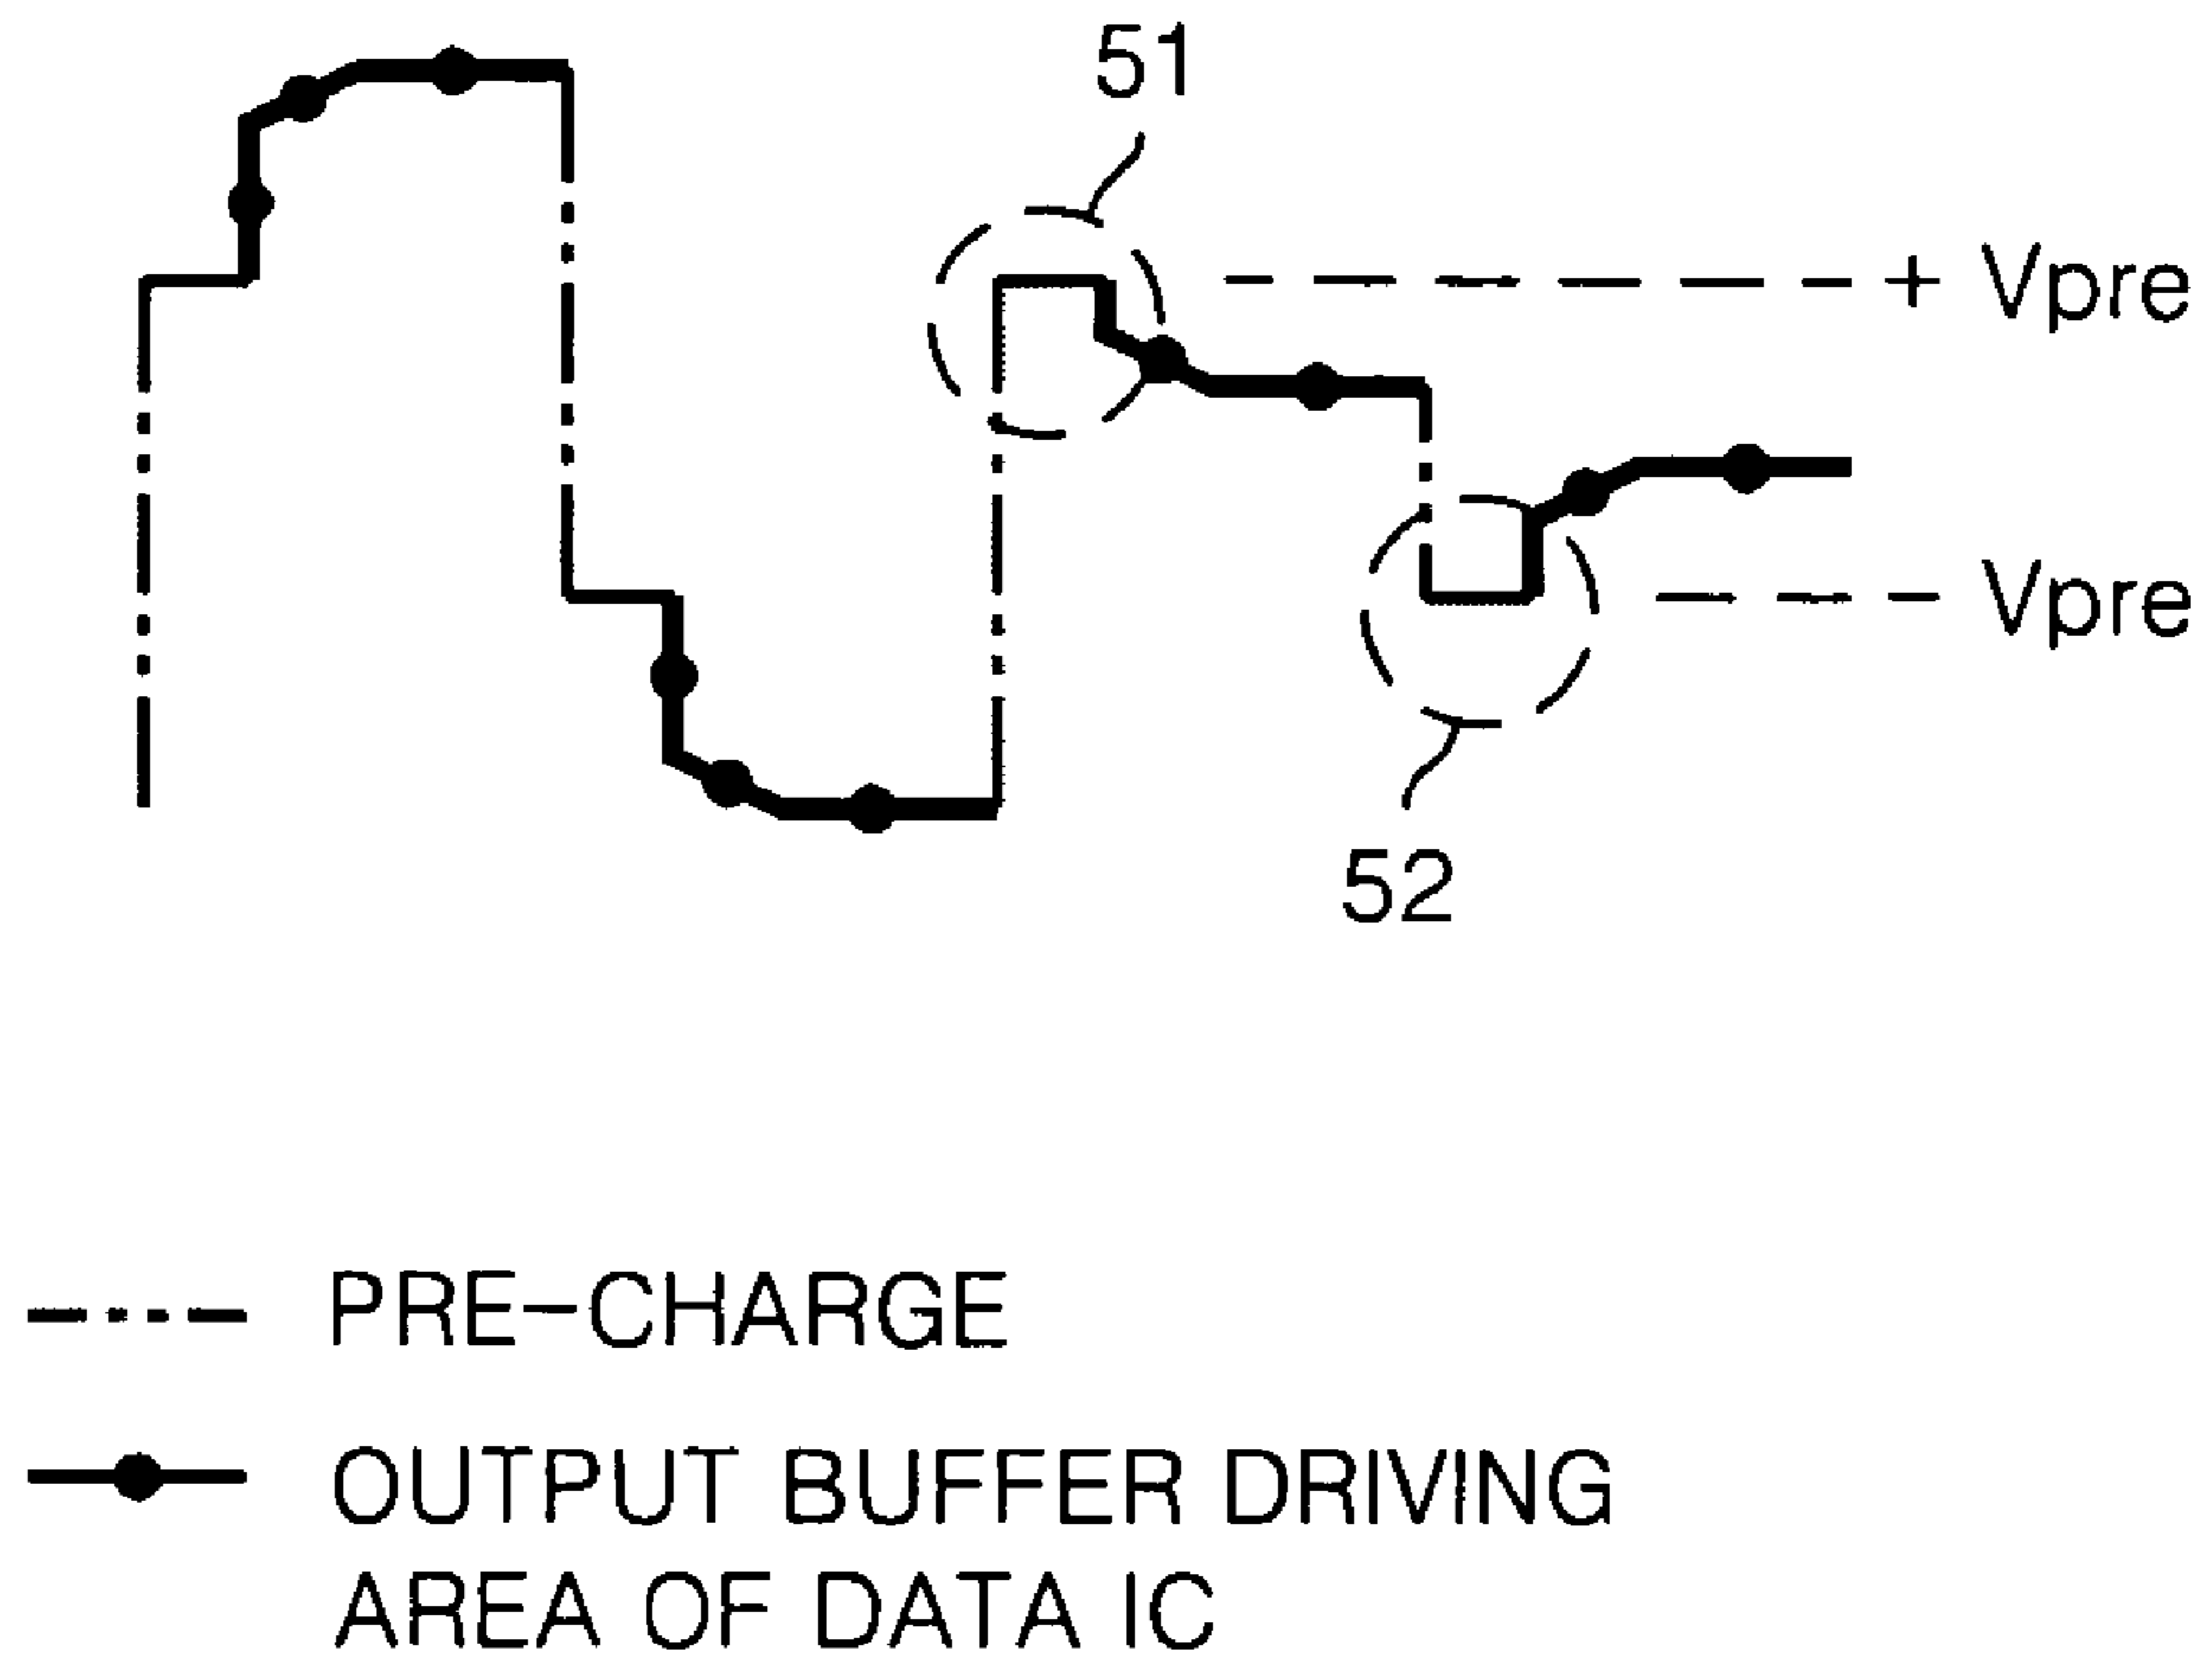 51
+ Vpre
- Vpre
52
PRE-CHARGE
OUTPUT BUFFER DRIVING
AREA OF DATA IC